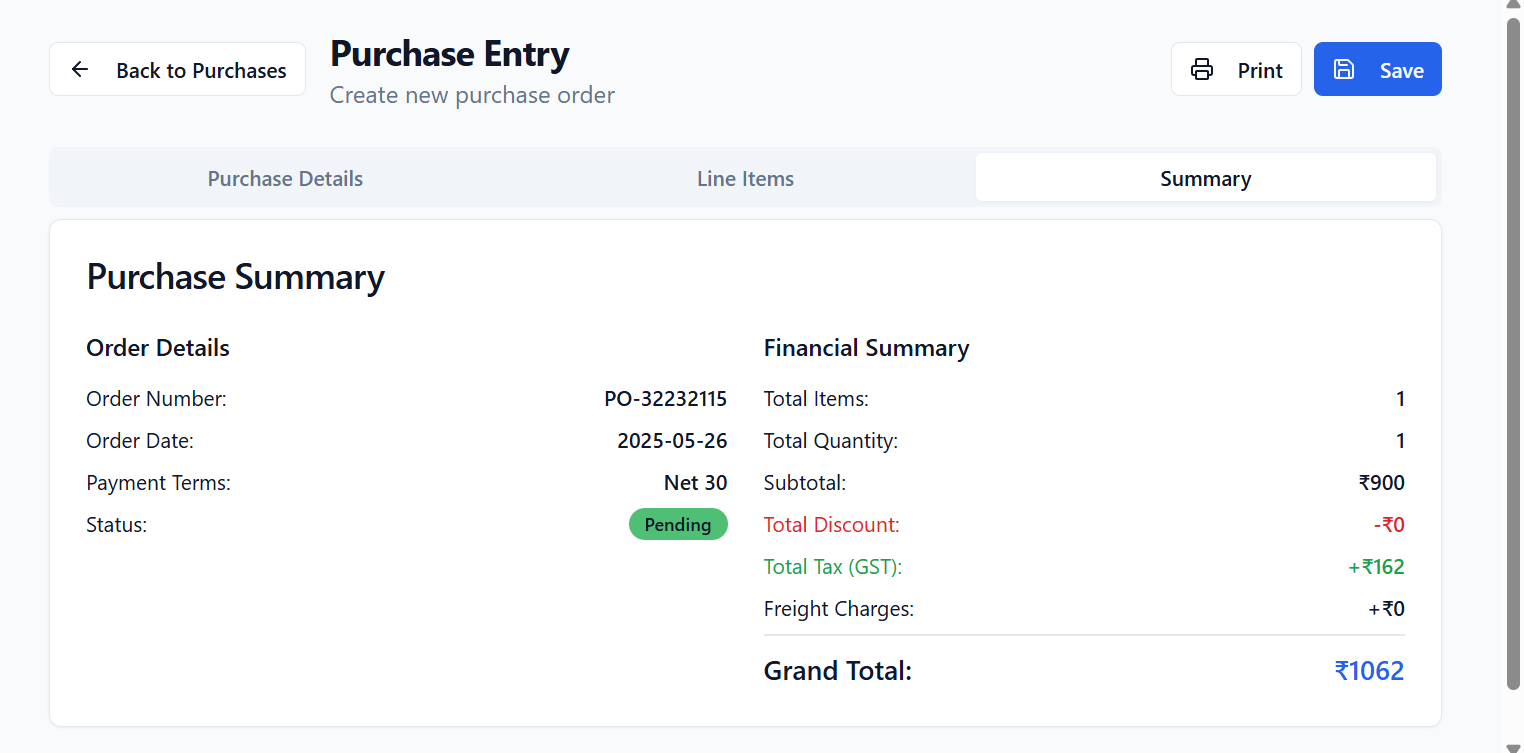 Back to Purchases
Purchase Entry
Create new purchase order
Print
Save
Purchase Details
Line Items
Summary
Purchase Summary
Order Details
Order Number: PO-32232115
Order Date: 2025-05-26
Payment Terms: Net 30
Status: Pending
Financial Summary
Total Items: 1
Total Quantity: 1
Subtotal: ₹900
Total Discount: -₹0
Total Tax (GST): +₹162
Freight Charges: +₹0
Grand Total: ₹1062